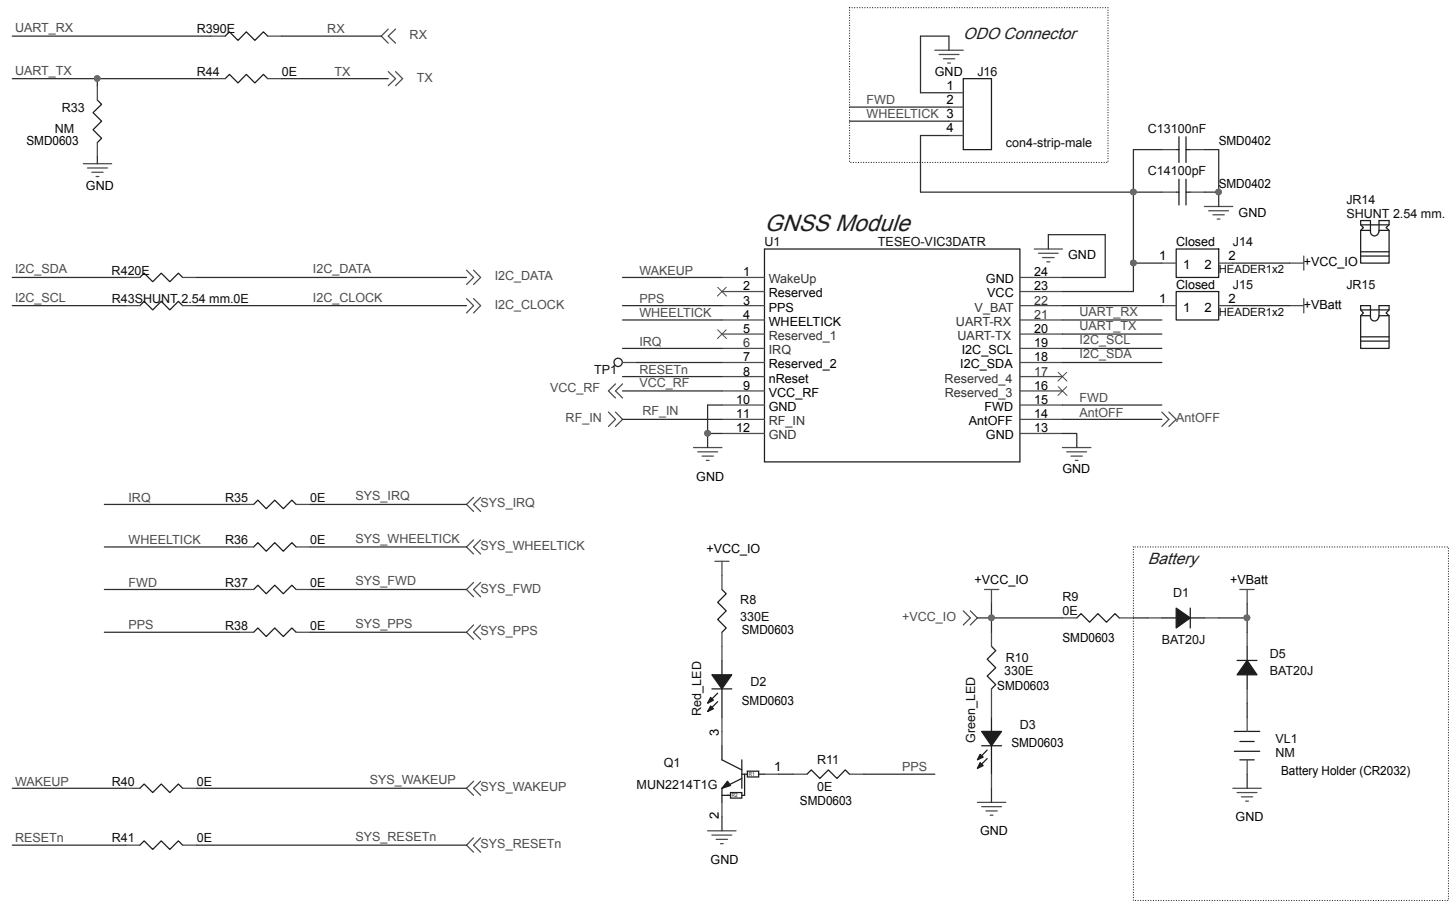 UART_RX R390E RX RX
UART_TX R44 0E TX TX
R33
NM
SMD0603
GND
ODO Connector
GND J16
1
FWD 2
WHEELTICK 3
4
con4-strip-male
C13100nF
SMD0402
C14100pF
SMD0402
GND
JR14
SHUNT 2.54 mm.
I2C_SDA R420E I2C_DATA I2C_DATA
I2C_SCL R43SHUNT 2.54 mm.0E I2C_CLOCK I2C_CLOCK
GNSS Module
U1 TESEO-VIC3DATR
GND
WAKEUP 1 WakeUp
2 Reserved
PPS 3 PPS
WHEELTICK 4 WHEELTICK
5 Reserved_1
IRQ 6 IRQ
TP1 7 Reserved_2
RESETn 8 nReset
VCC_RF VCC_RF 9 VCC_RF
10 GND
RF_IN RF_IN 11 RF_IN
12 GND
GND
GND 24
VCC 23
V_BAT 22
UART-RX 21 UART_RX
UART-TX 20 UART_TX
I2C_SCL 19 I2C_SCL
I2C_SDA 18 I2C_SDA
Reserved_4 17
Reserved_3 16
FWD 15 FWD
AntOFF 14 AntOFF AntOFF
GND 13
GND
Closed J14
1 1 2 2 +VCC_IO
HEADER1x2
Closed J15
1 1 2 2 +VBatt
HEADER1x2
JR15
IRQ R35 0E SYS_IRQ SYS_IRQ
WHEELTICK R36 0E SYS_WHEELTICK SYS_WHEELTICK
FWD R37 0E SYS_FWD SYS_FWD
PPS R38 0E SYS_PPS SYS_PPS
WAKEUP R40 0E SYS_WAKEUP SYS_WAKEUP
RESETn R41 0E SYS_RESETn SYS_RESETn
+VCC_IO
R8
330E
SMD0603
Red_LED
D2
SMD0603
3
Q1
MUN2214T1G
1
R11
0E
SMD0603
PPS
2
GND
+VCC_IO
+VCC_IO
R9
0E
SMD0603
R10
330E
SMD0603
Green_LED
D3
SMD0603
GND
Battery
D1
BAT20J
+VBatt
D5
BAT20J
VL1
NM
Battery Holder (CR2032)
GND